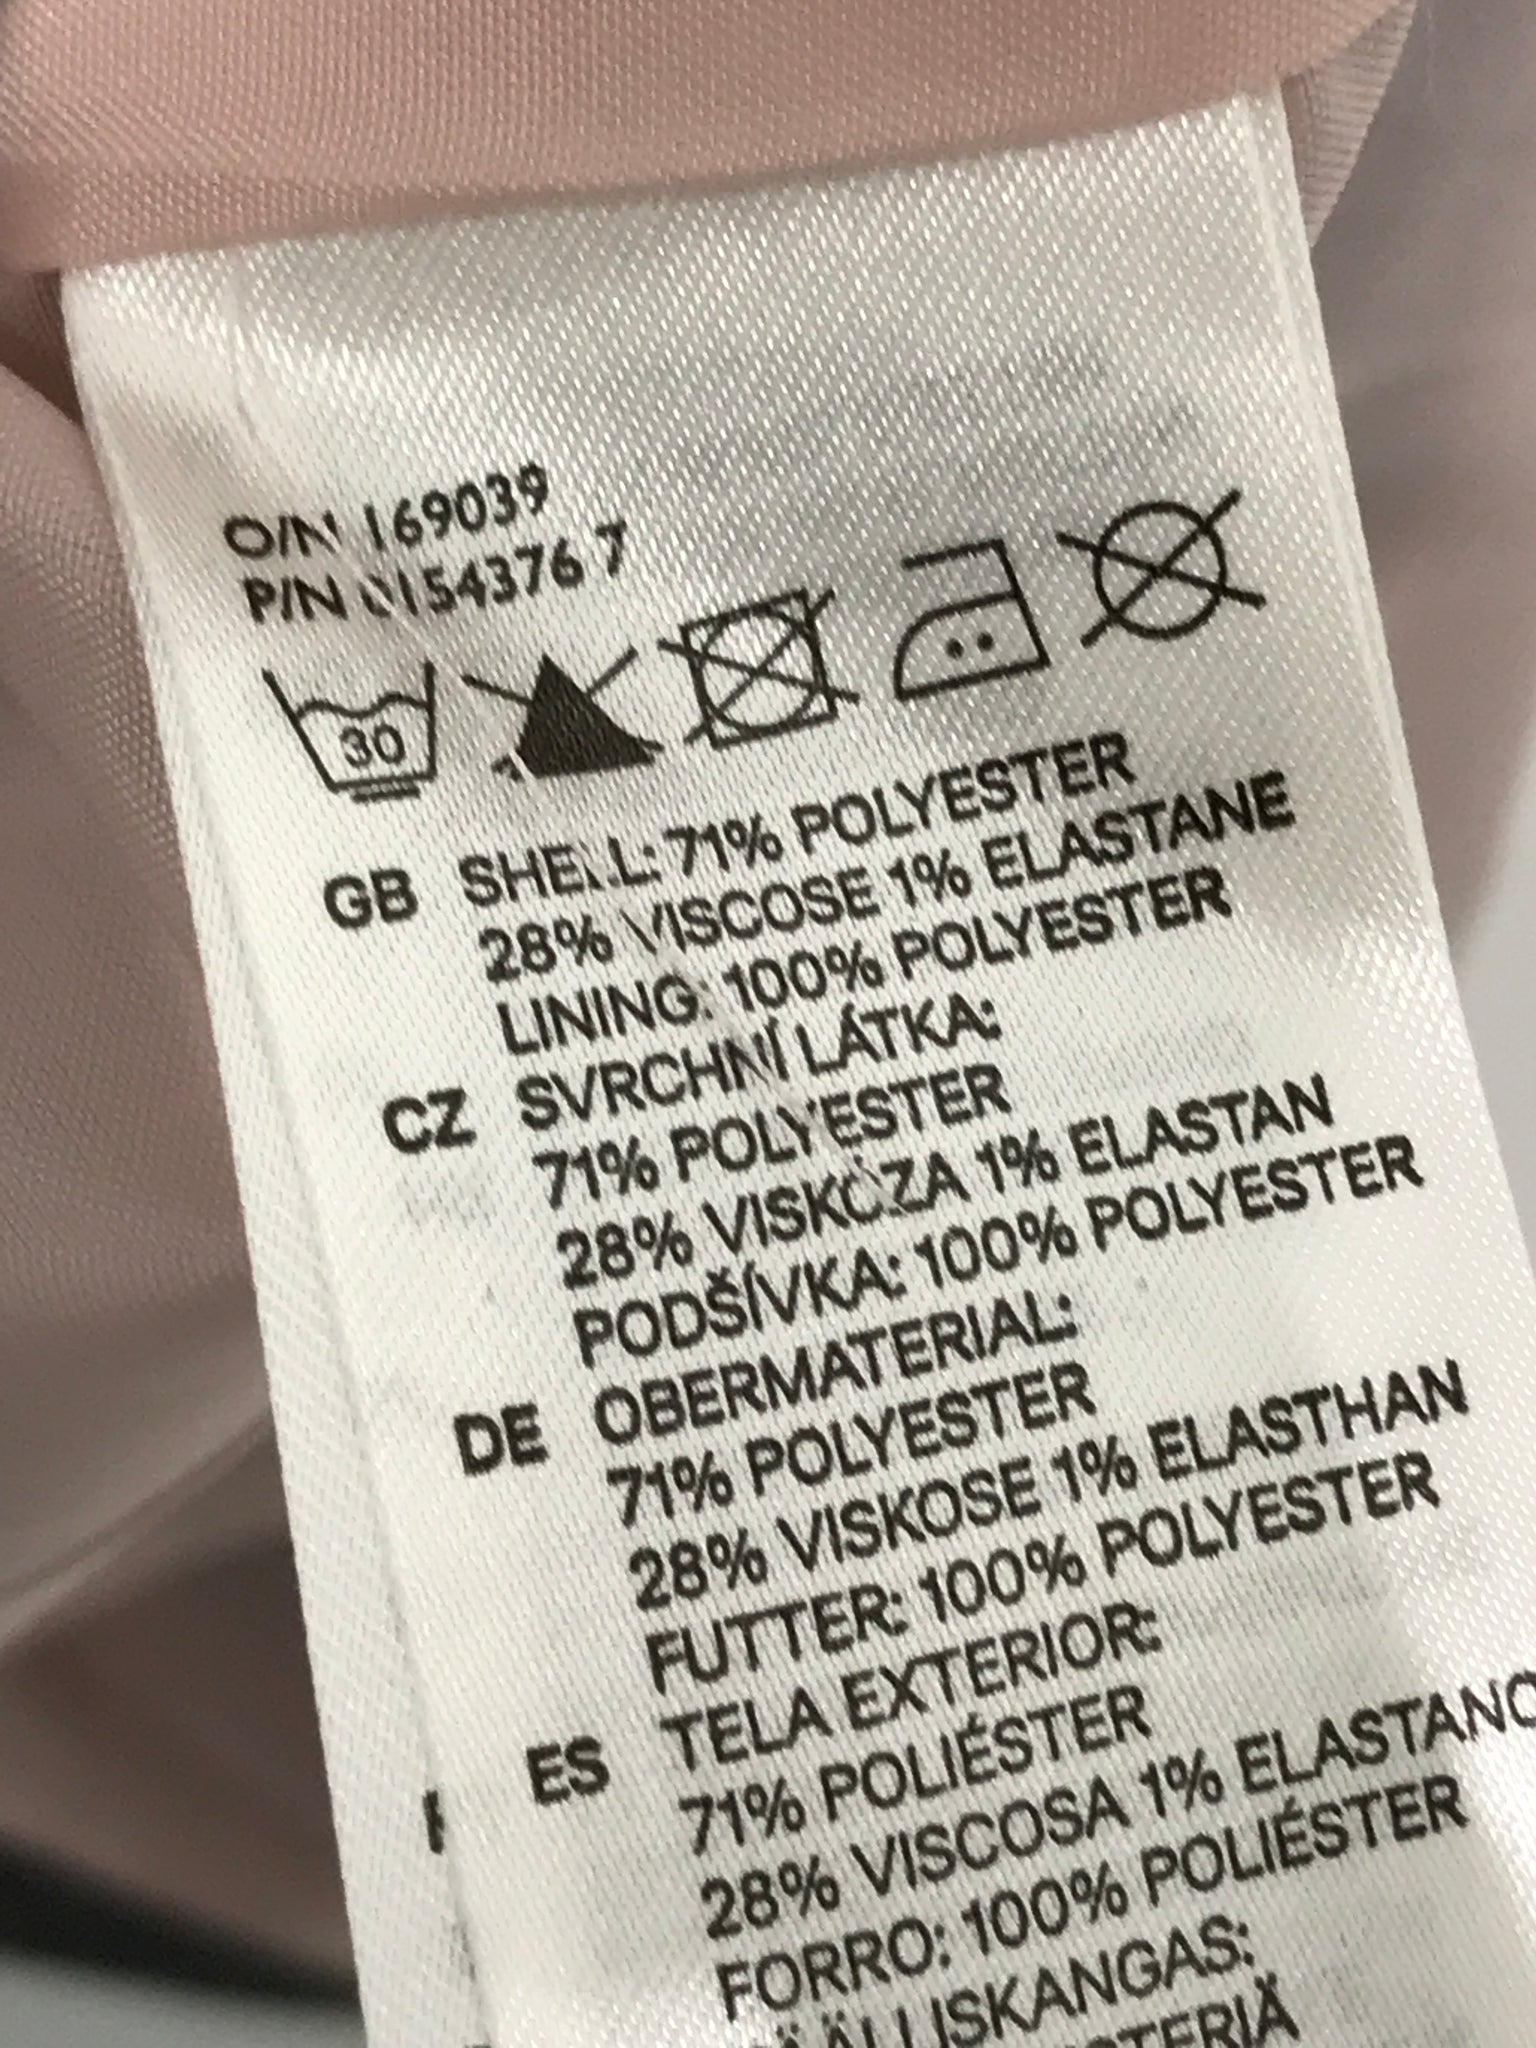 O/N 169039
P/N 0154376 7
30
GB SHELL: 71% POLYESTER
28% VISCOSE 1% ELASTANE
LINING: 100% POLYESTER
CZ SVRCHNÍ LÁTKA:
71% POLYESTER
28% VISKÓZA 1% ELASTAN
PODŠÍVKA: 100% POLYESTER
DE OBERMATERIAL:
71% POLYESTER
28% VISKOSE 1% ELASTHAN
FUTTER: 100% POLYESTER
ES TELA EXTERIOR:
71% POLIÉSTER
28% VISCOSA 1% ELASTANO
FORRO: 100% POLIÉSTER